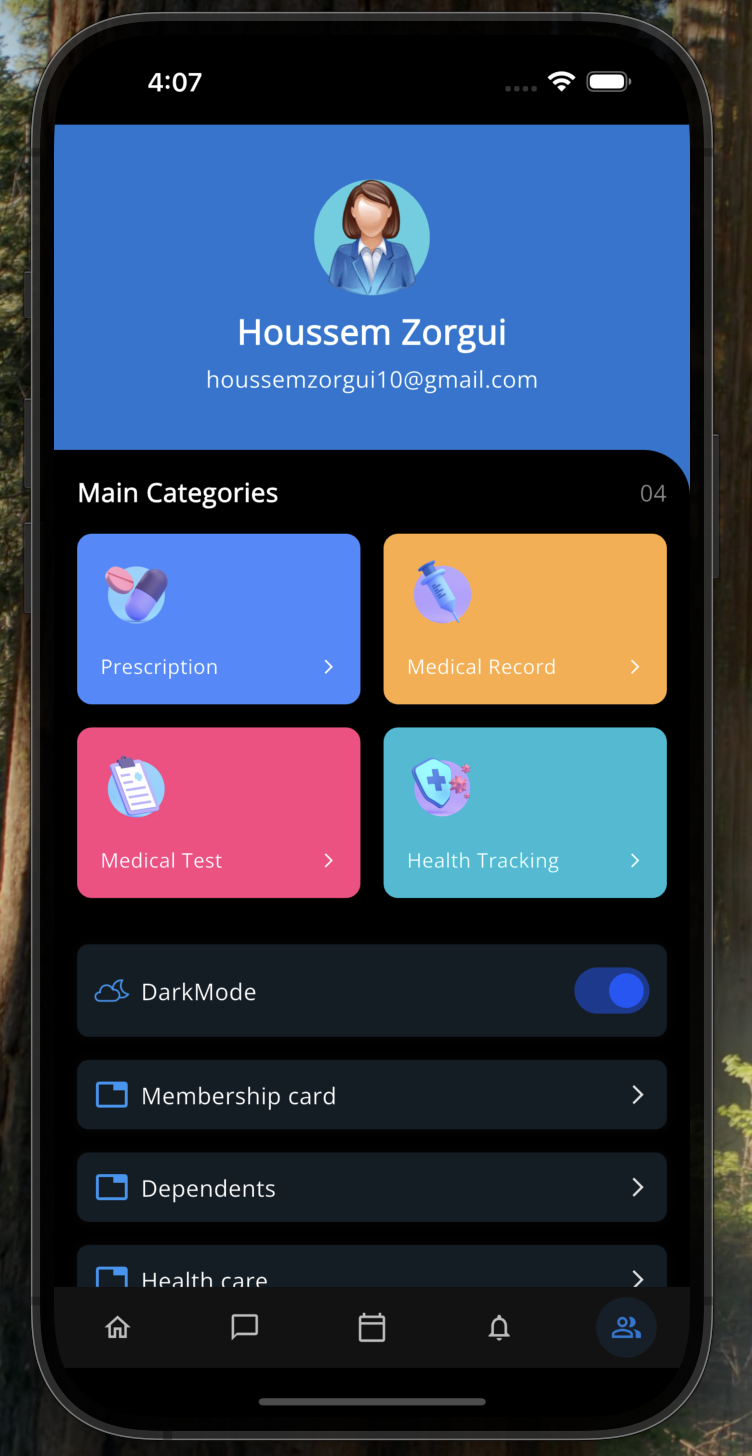 4:07
Houssem Zorgui
houssemzorgui10@gmail.com
Main Categories 04
Prescription Medical Record
Medical Test Health Tracking
DarkMode
Membership card
Dependents
Health care